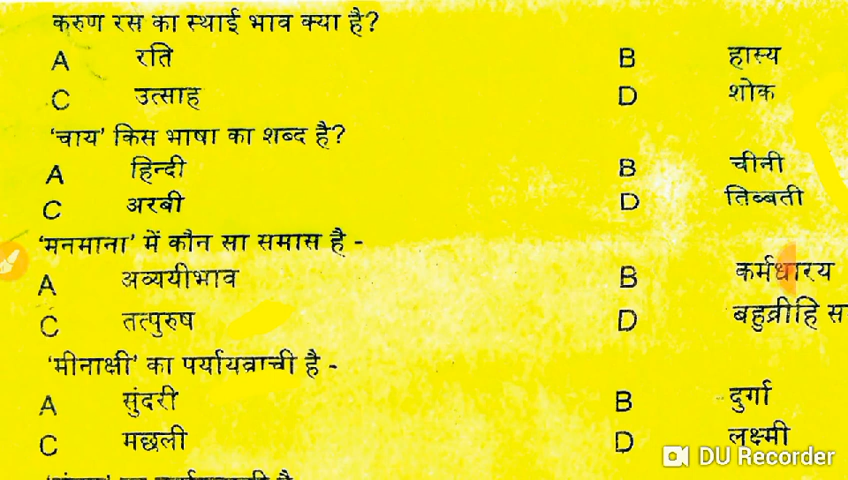 करुण रस का स्थाई भाव क्या है?
A रति B हास्य
C उत्साह D शोक
'चाय' किस भाषा का शब्द है?
A हिन्दी B चीनी
C अरबी D तिब्बती
'मनमाना' में कौन सा समास है -
A अव्ययीभाव B कर्मधारय
C तत्पुरुष D बहुव्रीहि स
'मीनाक्षी' का पर्यायवाची है -
A सुंदरी B दुर्गा
C मछली D लक्ष्मी
DU Recorder